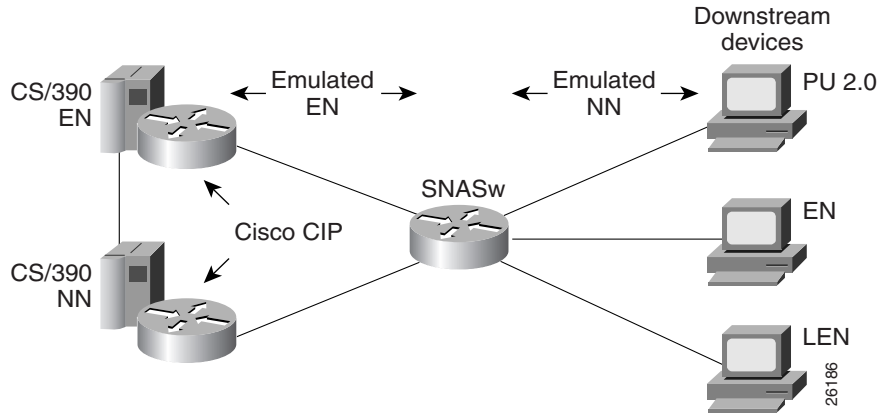 Downstream
devices
CS/390
EN
Emulated
EN
Emulated
NN
PU 2.0
SNASw
EN
Cisco CIP
CS/390
NN
LEN
26186